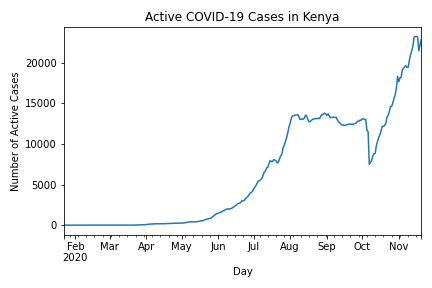 Active COVID-19 Cases in Kenya
Number of Active Cases
20000
15000
10000
5000
0
Feb Mar Apr May Jun Jul Aug Sep Oct Nov
2020
Day